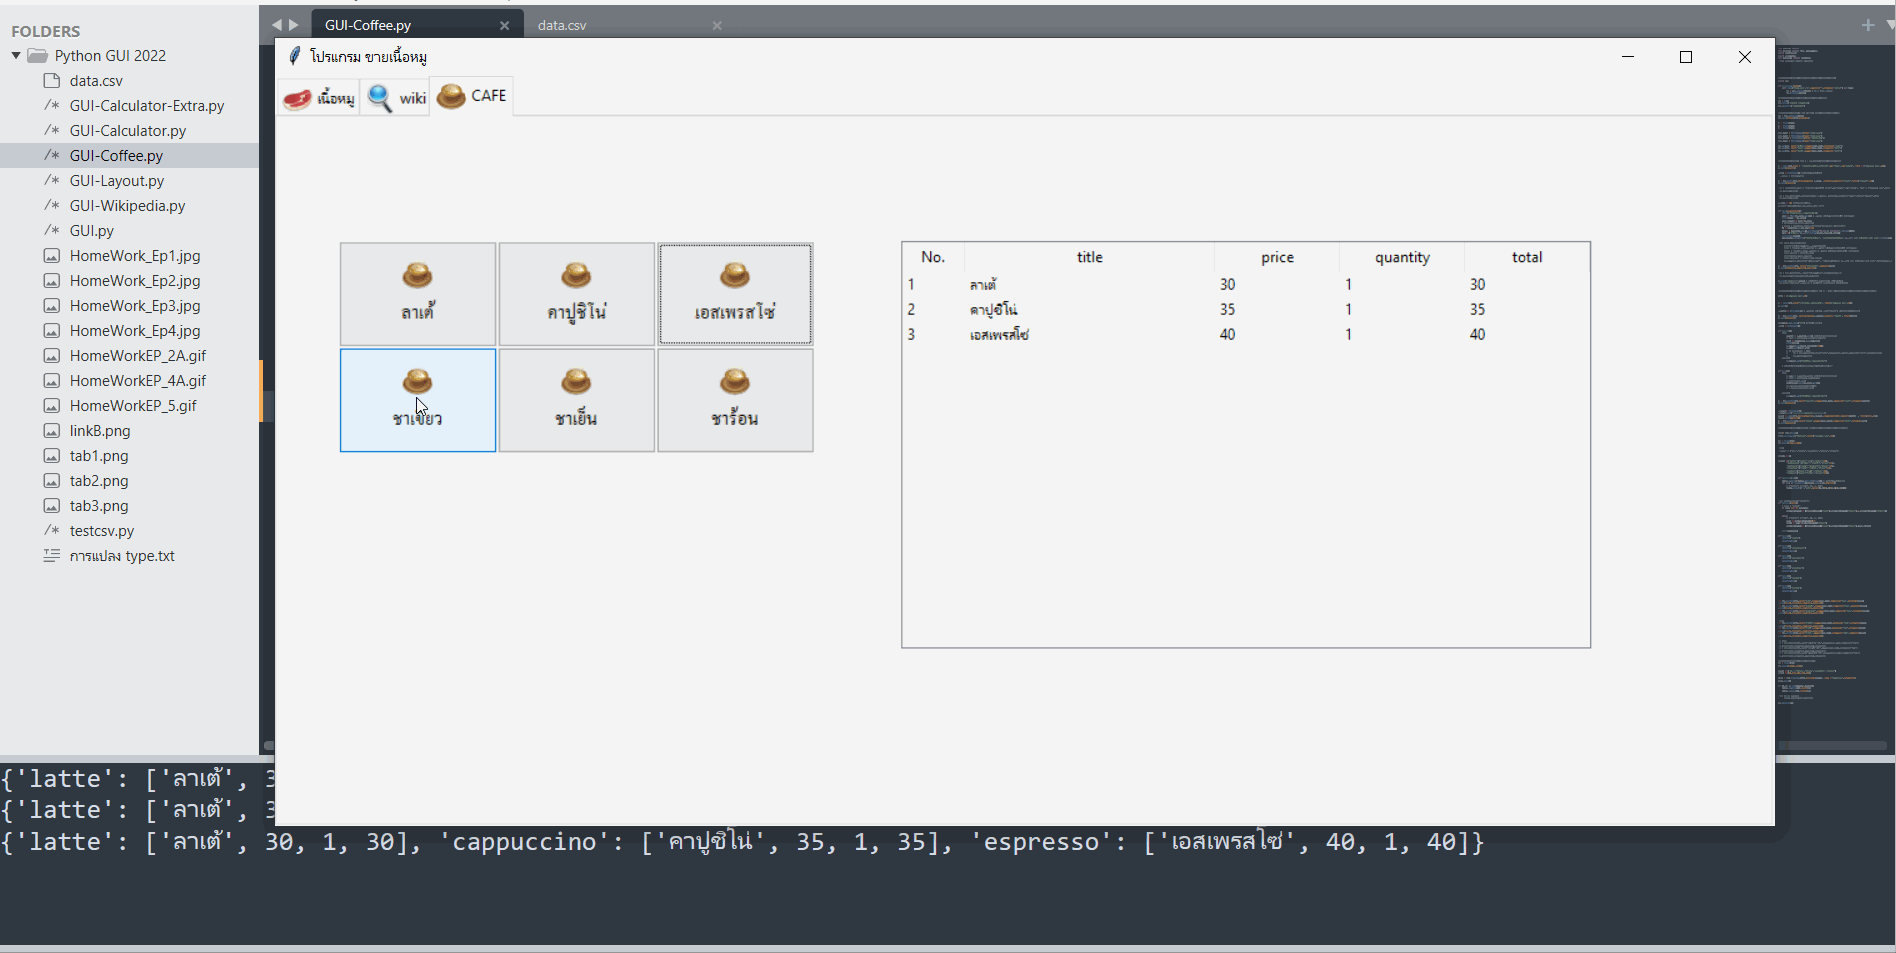 GUI-Coffee.py
data.csv
FOLDERS
Python GUI 2022
data.csv
GUI-Calculator-Extra.py
GUI-Calculator.py
GUI-Coffee.py
GUI-Layout.py
GUI-Wikipedia.py
GUI.py
HomeWork_Ep1.jpg
HomeWork_Ep2.jpg
HomeWork_Ep3.jpg
HomeWork_Ep4.jpg
HomeWorkEP_2A.gif
HomeWorkEP_4A.gif
HomeWorkEP_5.gif
linkB.png
tab1.png
tab2.png
tab3.png
testcsv.py
การแปลง type.txt
โปรแกรม ขายเนื้อหมู
เนื้อหมู wiki CAFE
ลาเต้ คาปูชิโน่ เอสเพรสโซ่
ชาเขียว ชาเย็น ชาร้อน
No. title price quantity total
1 ลาเต้ 30 1 30
2 คาปูชิโน่ 35 1 35
3 เอสเพรสโซ่ 40 1 40
{'latte': ['ลาเต้', 3
{'latte': ['ลาเต้', 3
{'latte': ['ลาเต้', 30, 1, 30], 'cappuccino': ['คาปูชิโน่', 35, 1, 35], 'espresso': ['เอสเพรสโซ่', 40, 1, 40]}